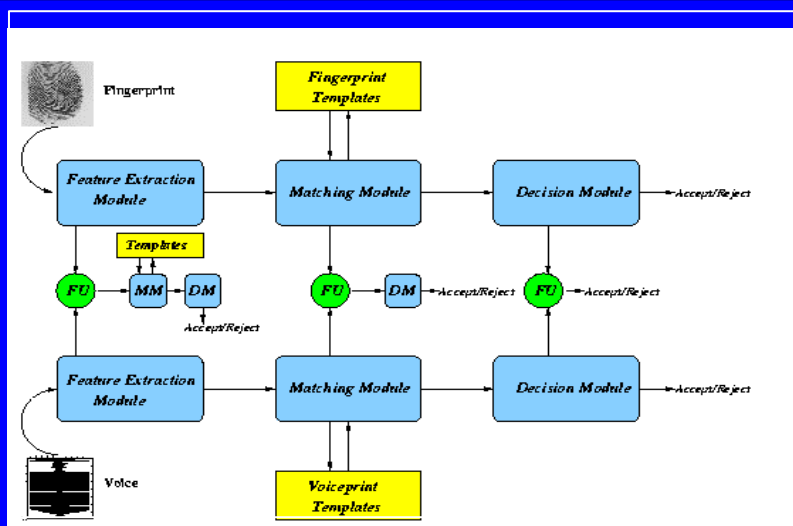 Fingerprint
Fingerprint
Templates
Feature Extraction
Module
Matching Module
Decision Module
Accept/Reject
Templates
FU
MM
DM
Accept/Reject
FU
DM
Accept/Reject
FU
Accept/Reject
Feature Extraction
Module
Matching Module
Decision Module
Accept/Reject
Voice
Voiceprint
Templates